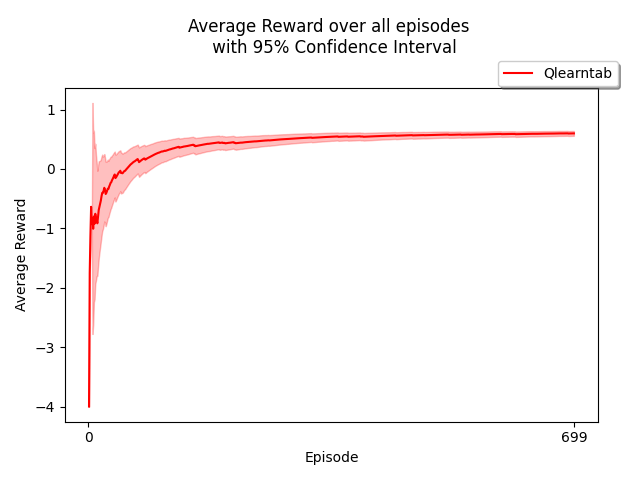 Average Reward over all episodes
with 95% Confidence Interval
Qlearntab
1
0
−1
−2
−3
−4
Average Reward
0
699
Episode